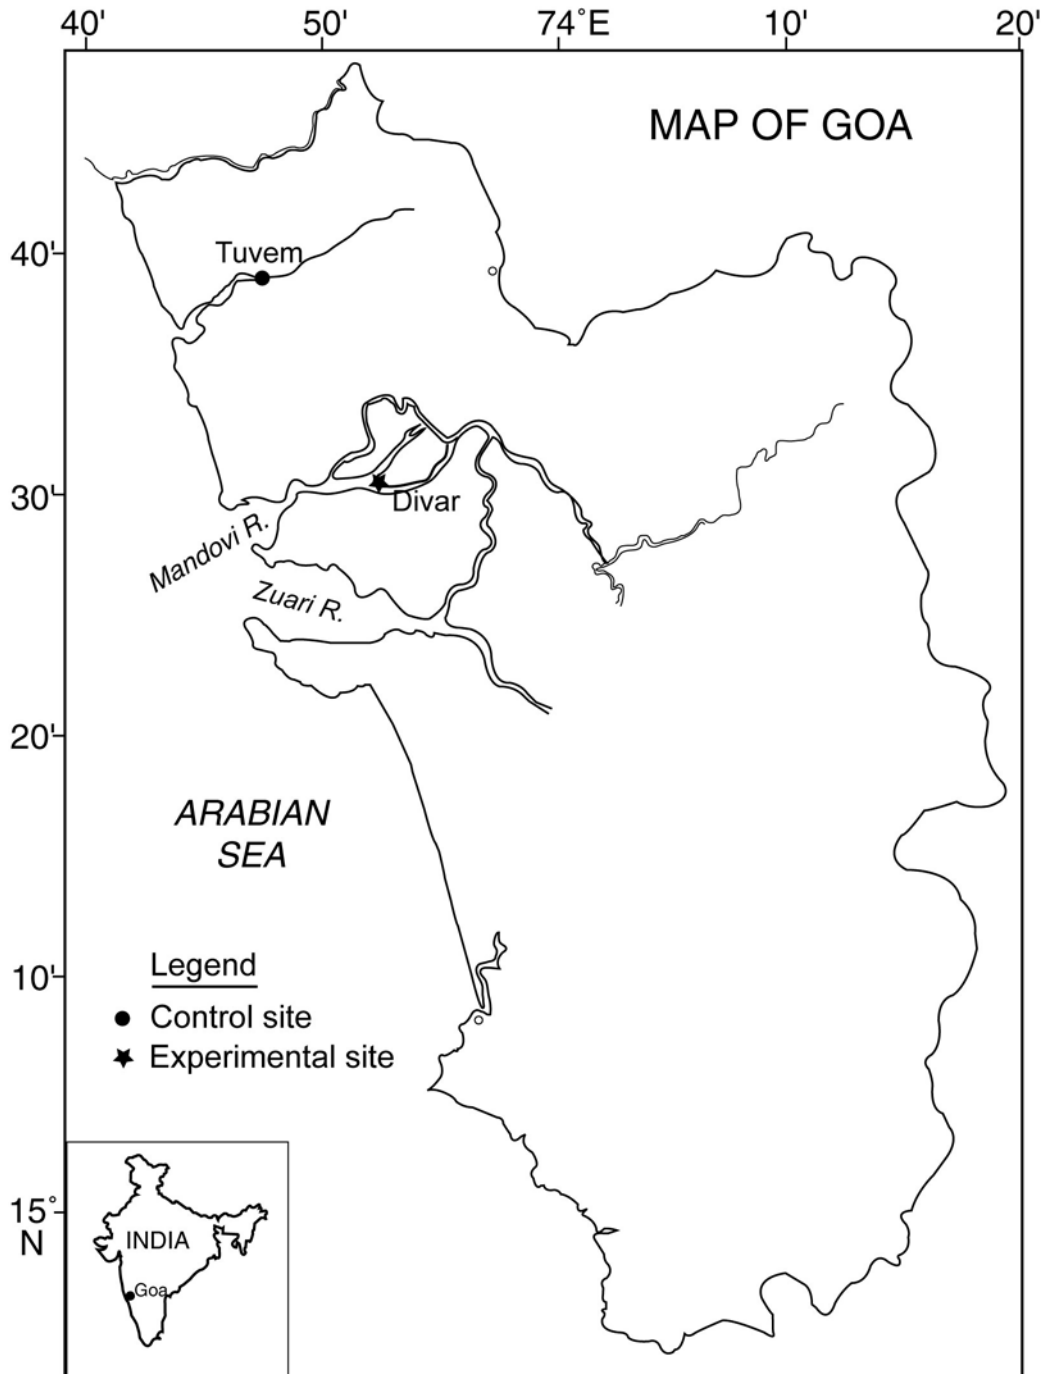 40' 50' 74°E 10' 20'
MAP OF GOA
40'
Tuvem
30'
Divar
Mandovi R.
Zuari R.
20'
ARABIAN
SEA
10'
Legend
Control site
Experimental site
15°
N
INDIA
Goa